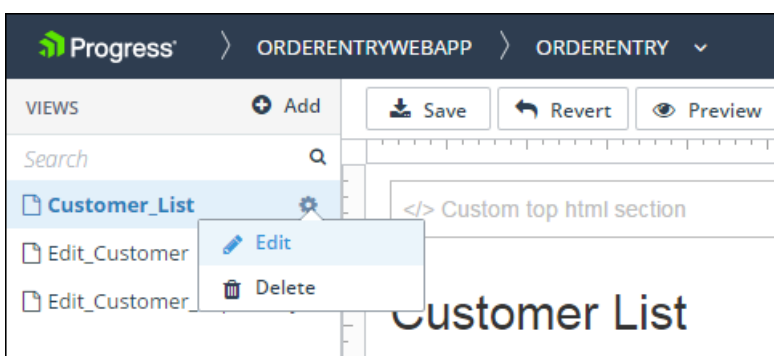 Progress ORDERENTRYWEBAPP ORDERENTRY
VIEWS Add Save Revert Preview
Search
</> Custom top html section
Customer_List
Edit
Edit_Customer
Delete
Edit_Customer_
Customer List